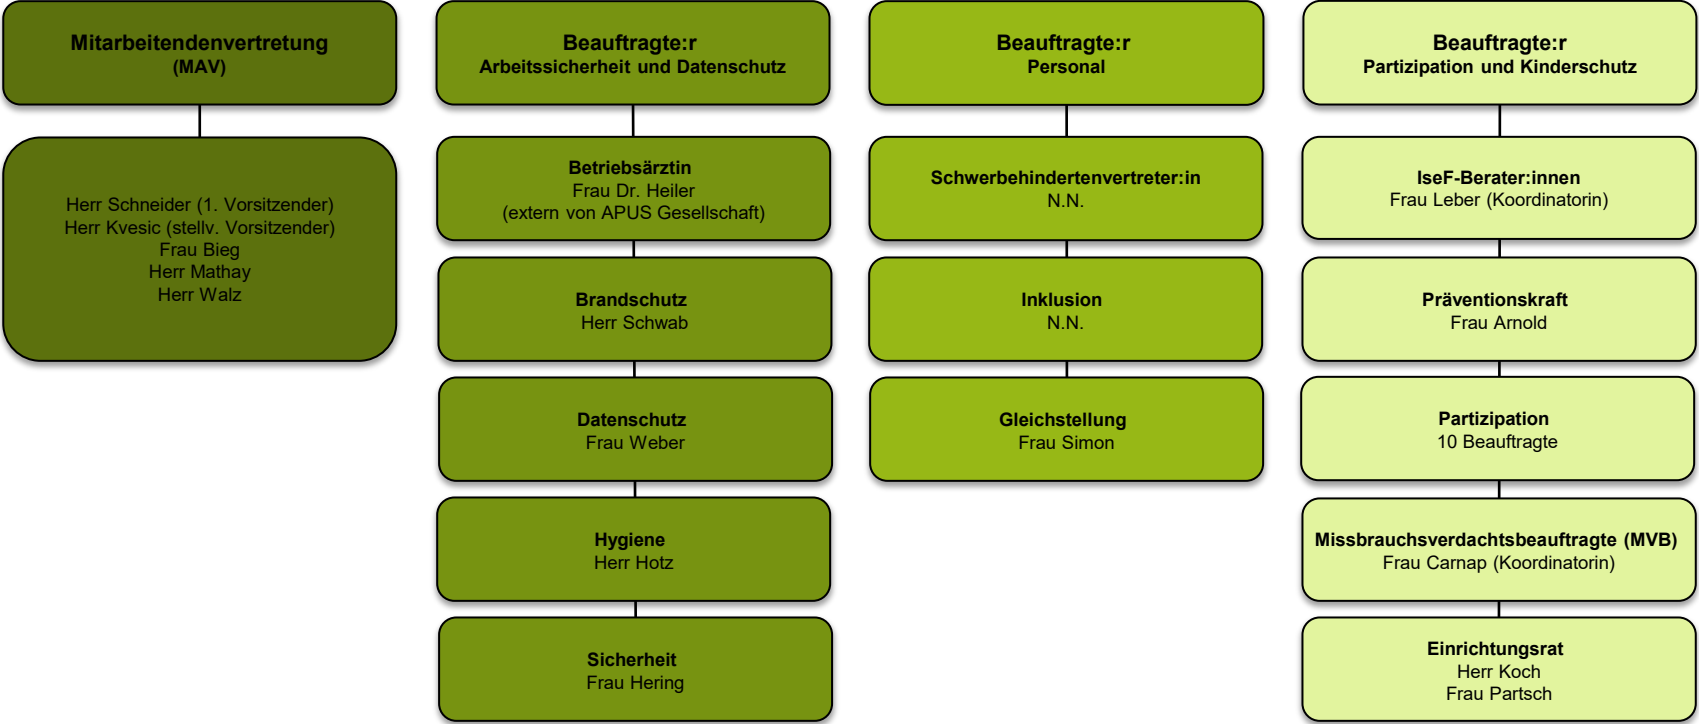 Mitarbeitendenvertretung
(MAV)
Herr Schneider (1. Vorsitzender)
Herr Kvesic (stellv. Vorsitzender)
Frau Bieg
Herr Mathay
Herr Walz
Beauftragte:r
Arbeitssicherheit und Datenschutz
Betriebsärztin
Frau Dr. Heiler
(extern von APUS Gesellschaft)
Brandschutz
Herr Schwab
Datenschutz
Frau Weber
Hygiene
Herr Hotz
Sicherheit
Frau Hering
Beauftragte:r
Personal
Schwerbehindertenvertreter:in
N.N.
Inklusion
N.N.
Gleichstellung
Frau Simon
Beauftragte:r
Partizipation und Kinderschutz
IseF-Berater:innen
Frau Leber (Koordinatorin)
Präventionskraft
Frau Arnold
Partizipation
10 Beauftragte
Missbrauchsverdachtsbeauftragte (MVB)
Frau Carnap (Koordinatorin)
Einrichtungsrat
Herr Koch
Frau Partsch